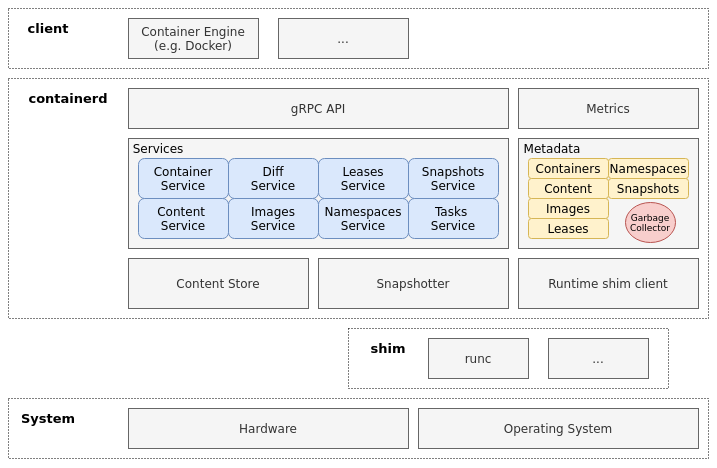 client
Container Engine
(e.g. Docker)
...
containerd
gRPC API
Metrics
Services
Container
Service
Diff
Service
Leases
Service
Snapshots
Service
Content
Service
Images
Service
Namespaces
Service
Tasks
Service
Metadata
Containers
Namespaces
Content
Snapshots
Images
Leases
Garbage
Collector
Content Store
Snapshotter
Runtime shim client
shim
runc
...
System
Hardware
Operating System